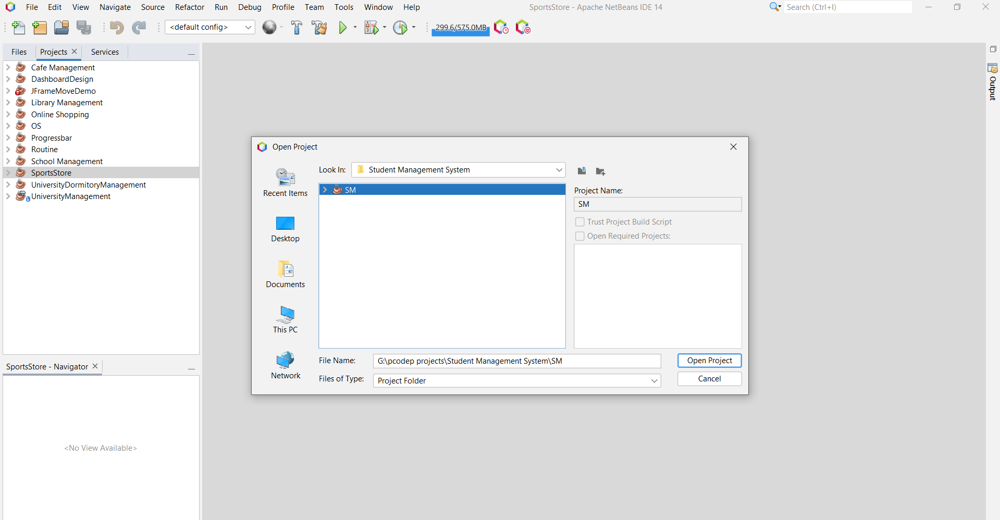 File Edit View Navigate Source Refactor Run Debug Profile Team Tools Window Help
SportsStore - Apache NetBeans IDE 14
Search (Ctrl+I)
<default config>
299.6/575.0MB
Files Projects Services
Cafe Management
DashboardDesign
JFrameMoveDemo
Library Management
Online Shopping
OS
Progressbar
Routine
School Management
SportsStore
UniversityDormitoryManagement
UniversityManagement
SportsStore - Navigator
<No View Available>
Open Project
Look In: Student Management System
Recent Items
Desktop
Documents
This PC
Network
SM
Project Name:
SM
Trust Project Build Script
Open Required Projects:
File Name: G:\pcodep projects\Student Management System\SM
Files of Type: Project Folder
Open Project
Cancel
Output